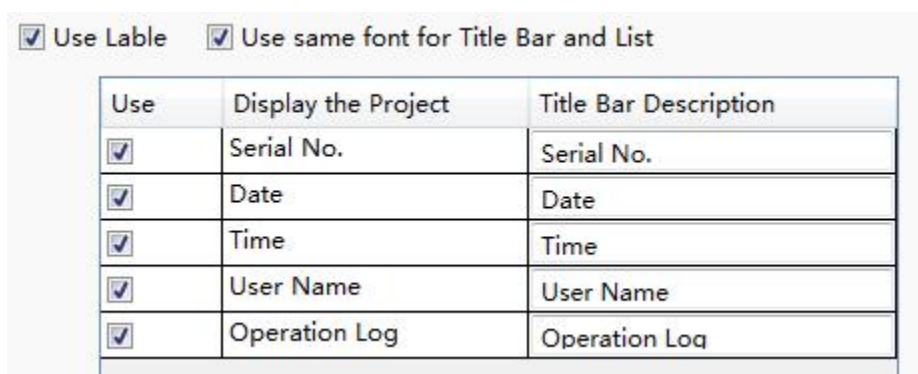 Use Lable Use same font for Title Bar and List
Use Display the Project Title Bar Description
Serial No. Serial No.
Date Date
Time Time
User Name User Name
Operation Log Operation Log